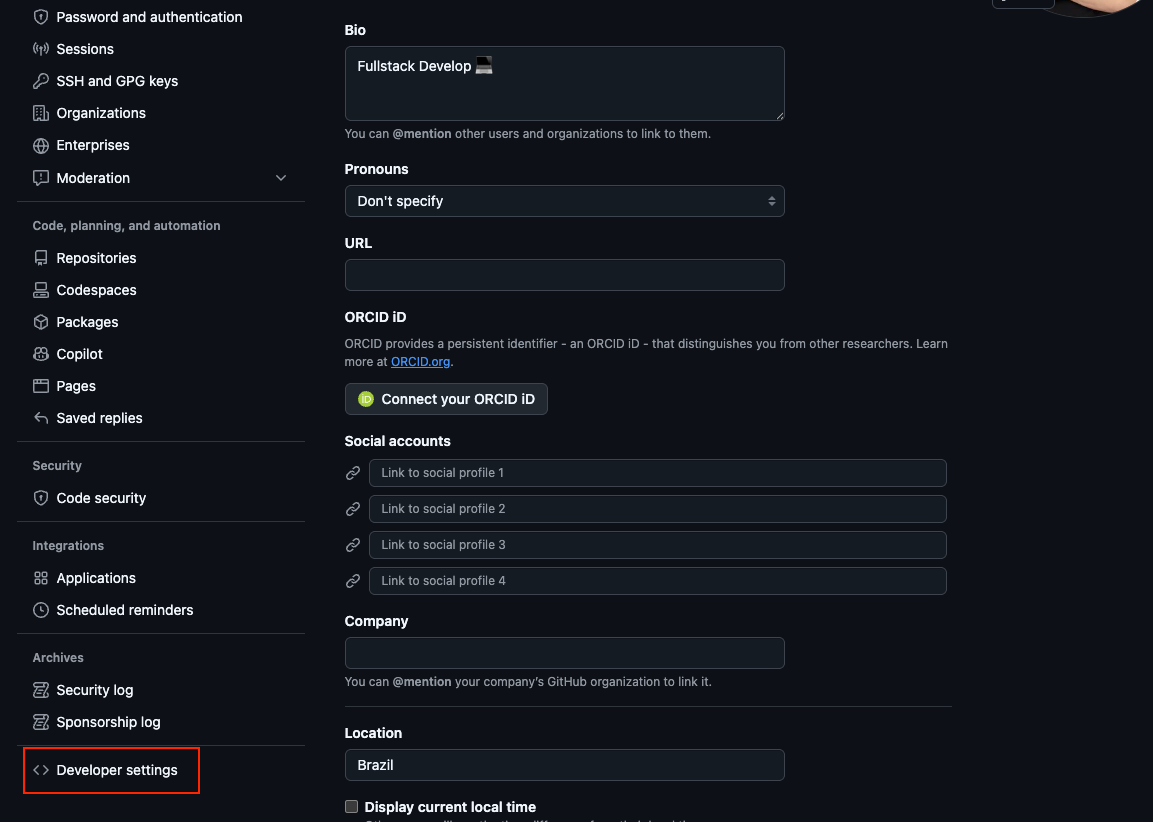 Password and authentication
Sessions
SSH and GPG keys
Organizations
Enterprises
Moderation
Code, planning, and automation
Repositories
Codespaces
Packages
Copilot
Pages
Saved replies
Security
Code security
Integrations
Applications
Scheduled reminders
Archives
Security log
Sponsorship log
Developer settings
Bio
Fullstack Develop 💻
You can @mention other users and organizations to link to them.
Pronouns
Don't specify
URL
ORCID iD
ORCID provides a persistent identifier - an ORCID iD - that distinguishes you from other researchers. Learn
more at ORCID.org.
iD Connect your ORCID iD
Social accounts
Link to social profile 1
Link to social profile 2
Link to social profile 3
Link to social profile 4
Company
You can @mention your company's GitHub organization to link it.
Location
Brazil
Display current local time